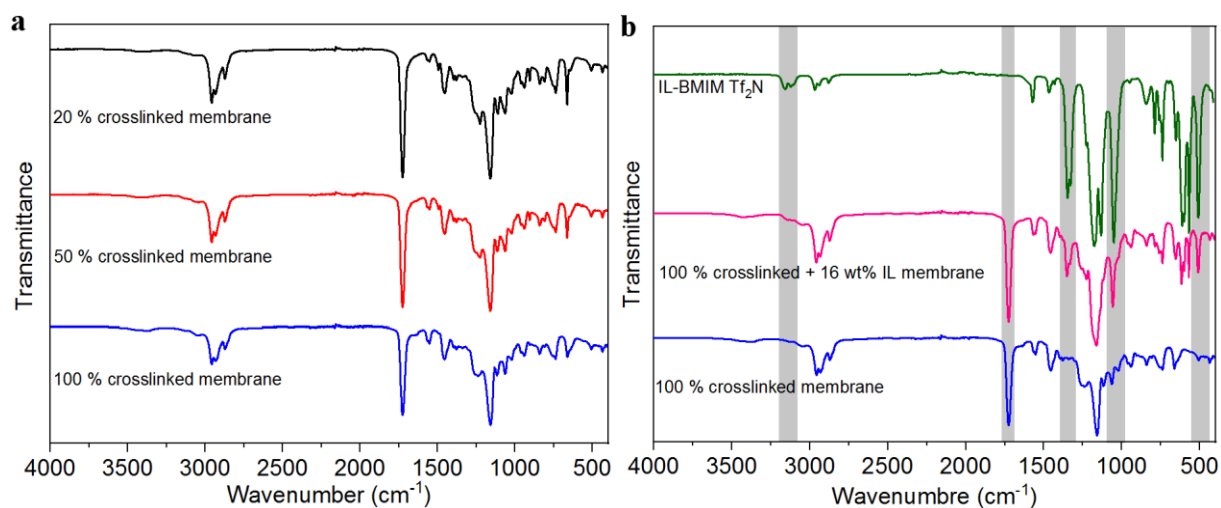 a
Transmittance
20 % crosslinked membrane
50 % crosslinked membrane
100 % crosslinked membrane
4000 3500 3000 2500 2000 1500 1000 500
Wavenumber (cm⁻¹)
b
Transmittance
IL-BMIM Tf₂N
100 % crosslinked + 16 wt% IL membrane
100 % crosslinked membrane
4000 3500 3000 2500 2000 1500 1000 500
Wavenumbre (cm⁻¹)